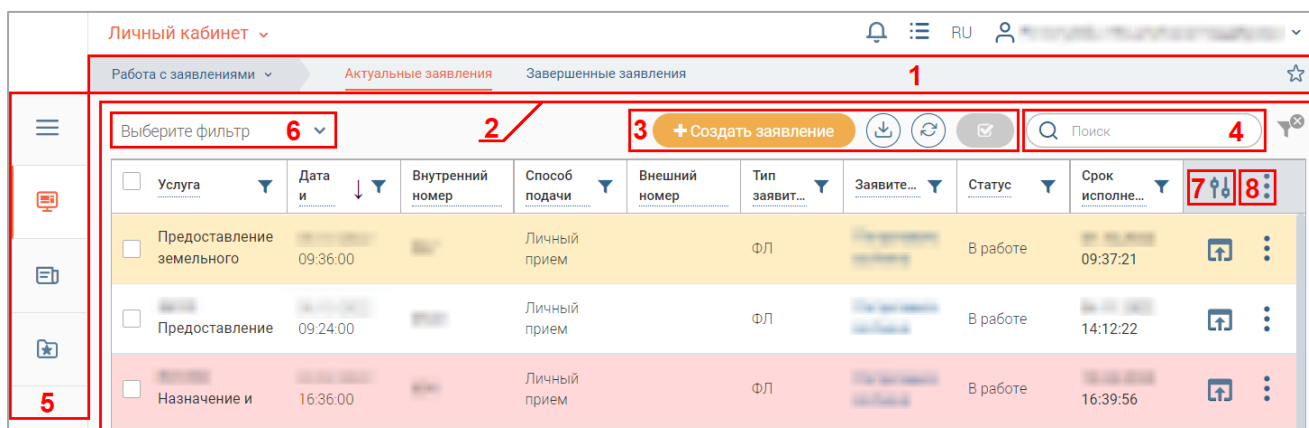 Личный кабинет
RU
Работа с заявлениями
Актуальные заявления
Завершенные заявления
1
Выберите фильтр
6
2
3
+ Создать заявление
Поиск
4
Услуга
Дата
и
Внутренний
номер
Способ
подачи
Внешний
номер
Тип
заявит...
Заявите...
Статус
Срок
исполне...
7
8
Предоставление
земельного
09:36:00
Личный
прием
ФЛ
В работе
09:37:21
Предоставление
09:24:00
Личный
прием
ФЛ
В работе
14:12:22
Назначение и
16:36:00
Личный
прием
ФЛ
В работе
16:39:56
5